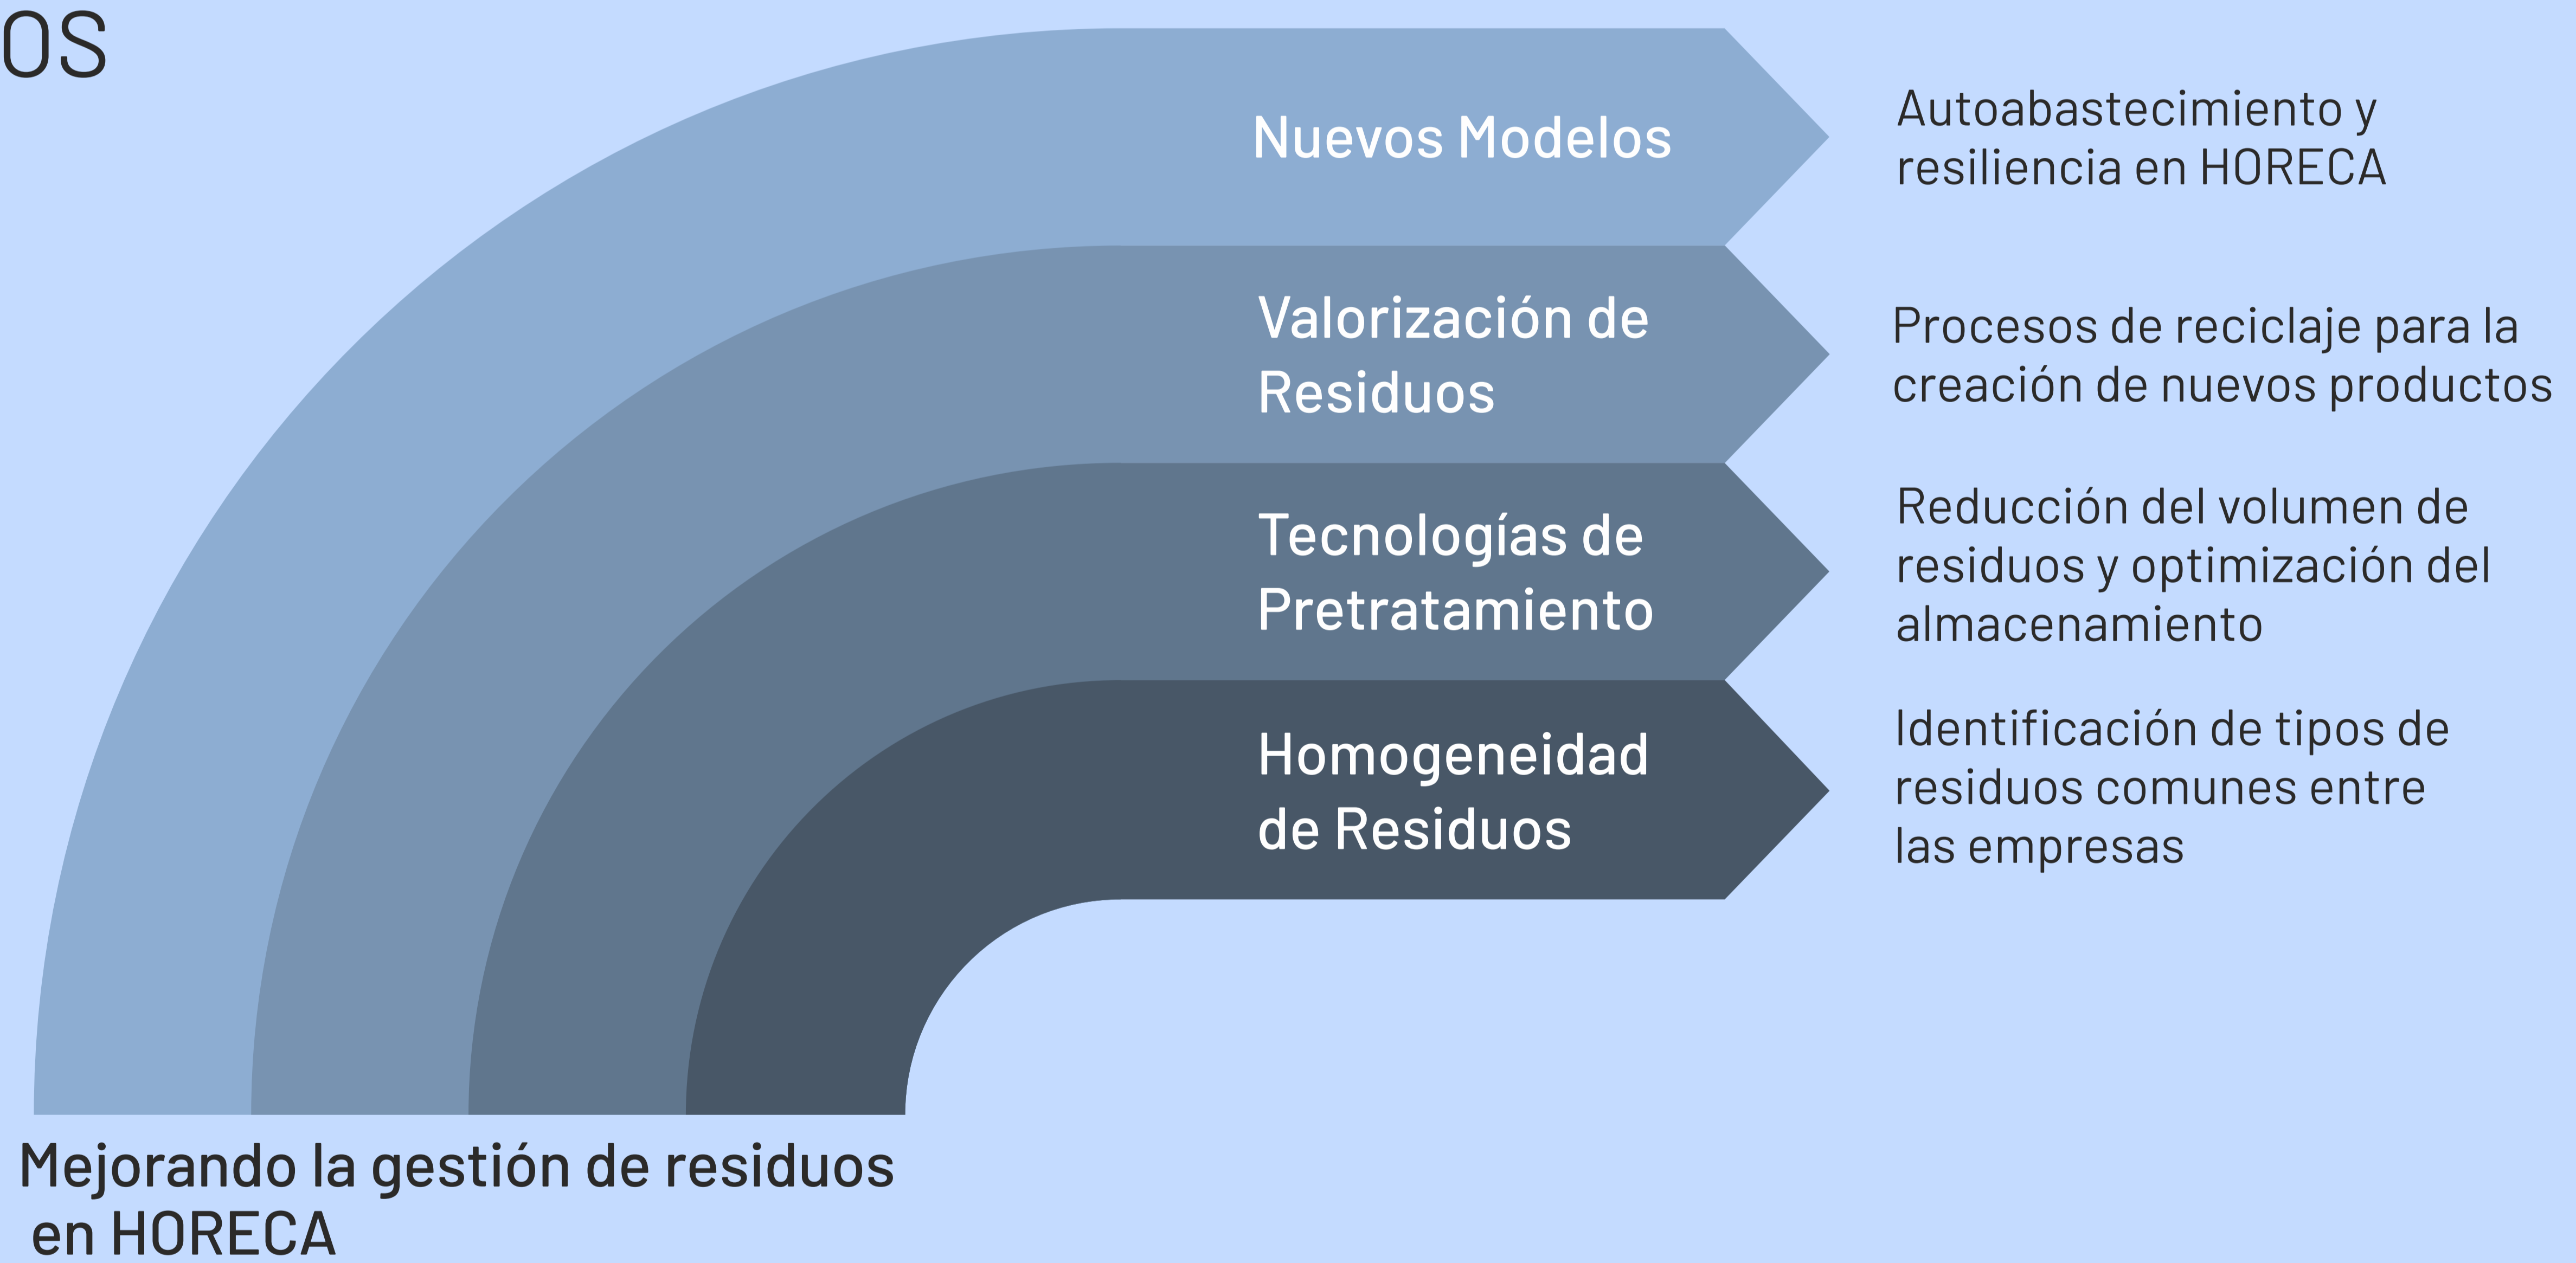 OS
Nuevos Modelos
Autoabastecimiento y
resiliencia en HORECA
Valorización de
Residuos
Procesos de reciclaje para la
creación de nuevos productos
Tecnologías de
Pretratamiento
Reducción del volumen de
residuos y optimización del
almacenamiento
Homogeneidad
de Residuos
Identificación de tipos de
residuos comunes entre
las empresas
Mejorando la gestión de residuos
en HORECA